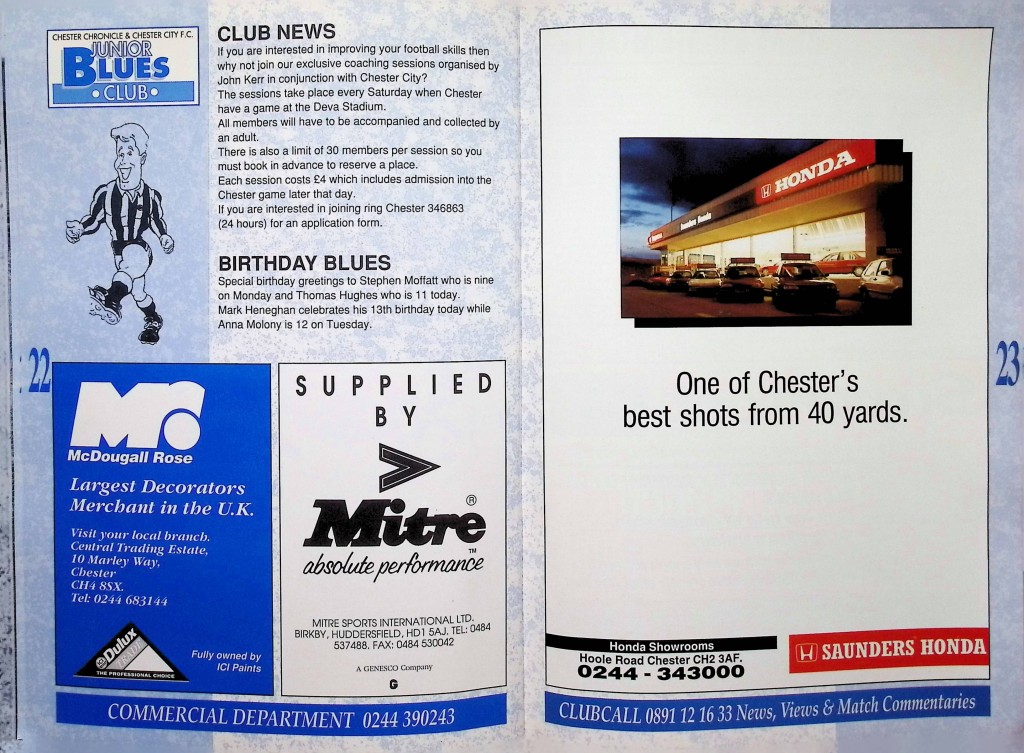 CHESTER CHRONICLE & CHESTER CITY F.C.
JUNIOR
BLUES
•CLUB•
CLUB NEWS
If you are interested in improving your football skills then
why not join our exclusive coaching sessions organised by
John Kerr in conjunction with Chester City?
The sessions take place every Saturday when Chester
have a game at the Deva Stadium.
All members will have to be accompanied and collected by
an adult.
There is also a limit of 30 members per session so you
must book in advance to reserve a place.
Each session costs £4 which includes admission into the
Chester game later that day.
If you are interested in joining ring Chester 346863
(24 hours) for an application form.
BIRTHDAY BLUES
Special birthday greetings to Stephen Moffatt who is nine
on Monday and Thomas Hughes who is 11 today.
Mark Heneghan celebrates his 13th birthday today while
Anna Molony is 12 on Tuesday.
22
McDougall Rose
Largest Decorators
Merchant in the U.K.
Visit your local branch.
Central Trading Estate,
10 Marley Way,
Chester
CH4 8SX.
Tel: 0244 683144
Dulux
TRADE
THE PROFESSIONAL CHOICE
Fully owned by
ICI Paints
SUPPLIED
BY
Mitre®
absolute performance™
MITRE SPORTS INTERNATIONAL LTD.
BIRKBY, HUDDERSFIELD, HD1 5AJ. TEL: 0484
537488. FAX: 0484 530042
A GENESCO Company
G
COMMERCIAL DEPARTMENT 0244 390243
HONDA
Saunders Honda
23
One of Chester's
best shots from 40 yards.
Honda Showrooms
Hoole Road Chester CH2 3AF.
0244 - 343000
SAUNDERS HONDA
CLUBCALL 0891 12 16 33 News, Views & Match Commentaries